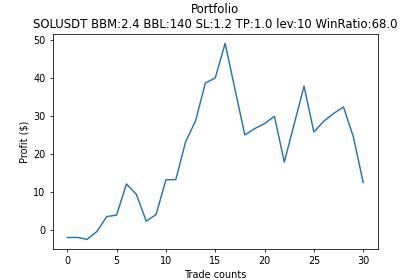 Portfolio
SOLUSDT BBM:2.4 BBL:140 SL:1.2 TP:1.0 lev:10 WinRatio:68.0
50
40
30
20
10
0
Profit ($)
0 5 10 15 20 25 30
Trade counts